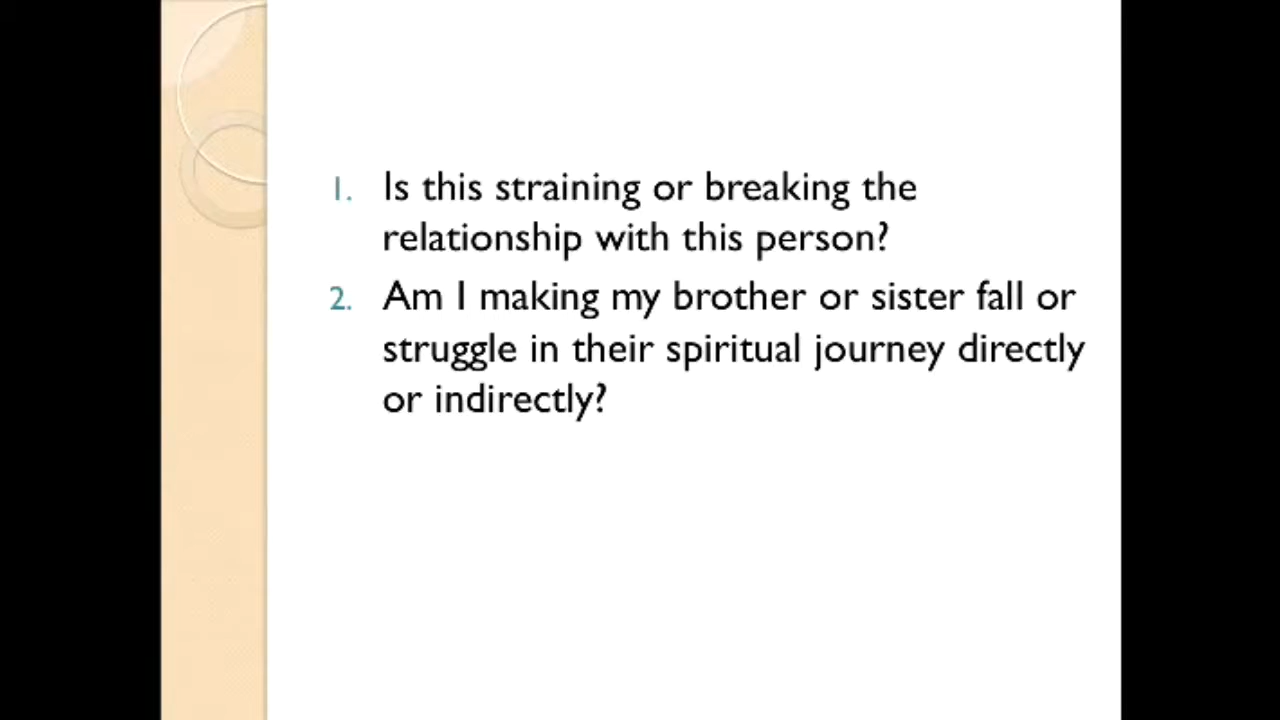 1. Is this straining or breaking the
relationship with this person?
2. Am I making my brother or sister fall or
struggle in their spiritual journey directly
or indirectly?